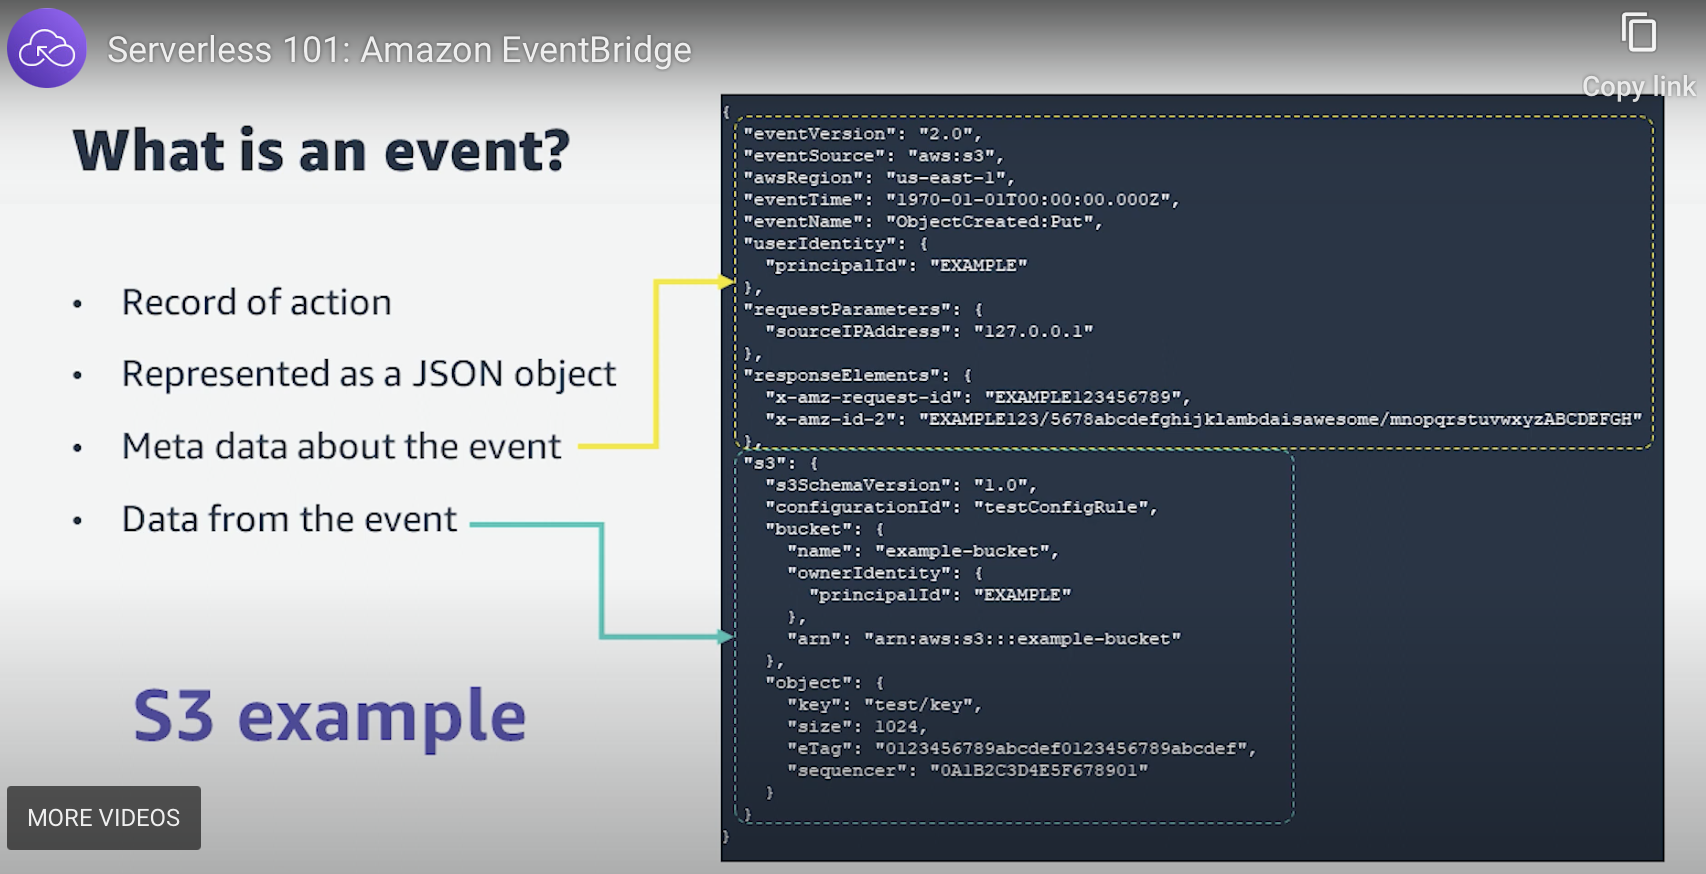 Serverless 101: Amazon EventBridge
Copy link
What is an event?
• Record of action
• Represented as a JSON object
• Meta data about the event
• Data from the event
S3 example
MORE VIDEOS
{
"eventVersion": "2.0",
"eventSource": "aws:s3",
"awsRegion": "us-east-1",
"eventTime": "1970-01-01T00:00:00.000Z",
"eventName": "ObjectCreated:Put",
"userIdentity": {
"principalId": "EXAMPLE"
},
"requestParameters": {
"sourceIPAddress": "127.0.0.1"
},
"responseElements": {
"x-amz-request-id": "EXAMPLE123456789",
"x-amz-id-2": "EXAMPLE123/5678abcdefghijklambdaisawesome/mnopqrstuvwxyzABCDEFGH"
},
"s3": {
"s3SchemaVersion": "1.0",
"configurationId": "testConfigRule",
"bucket": {
"name": "example-bucket",
"ownerIdentity": {
"principalId": "EXAMPLE"
},
"arn": "arn:aws:s3:::example-bucket"
},
"object": {
"key": "test/key",
"size": 1024,
"eTag": "0123456789abcdef0123456789abcdef",
"sequencer": "0A1B2C3D4E5F678901"
}
}
}